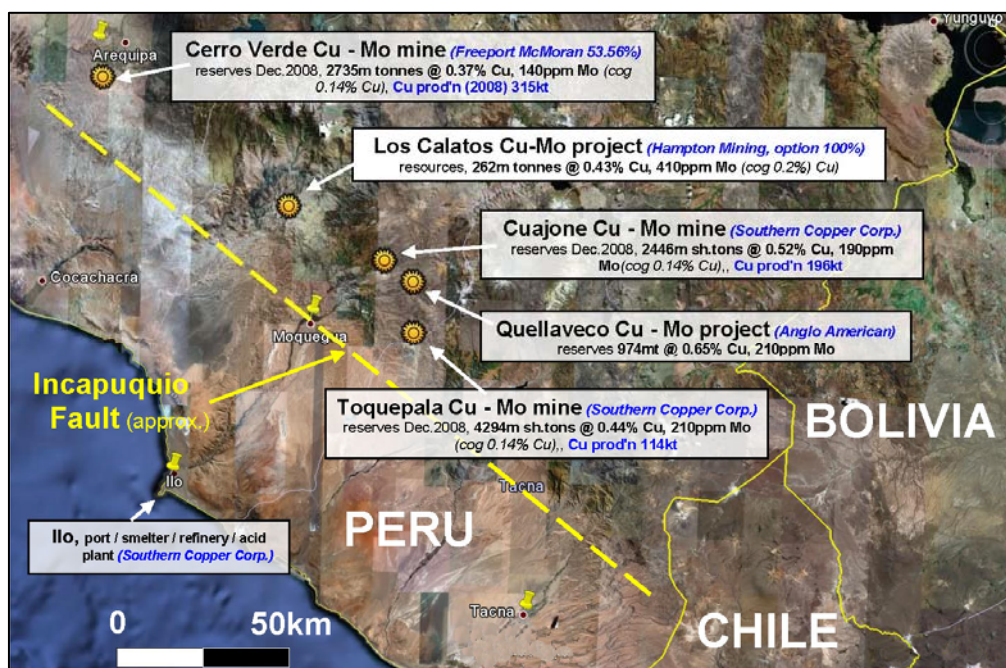 Yunguyo
Arequipa
Cerro Verde Cu - Mo mine (Freeport McMoran 53.56%)
reserves Dec.2008, 2735m tonnes @ 0.37% Cu, 140ppm Mo (cog
0.14% Cu), Cu prod'n (2008) 315kt
Los Calatos Cu-Mo project (Hampton Mining, option 100%)
resources, 262m tonnes @ 0.43% Cu, 410ppm Mo (cog 0.2%) Cu)
Cuajone Cu - Mo mine (Southern Copper Corp.)
reserves Dec.2008, 2446m sh.tons @ 0.52% Cu, 190ppm
Mo(cog 0.14% Cu),, Cu prod'n 196kt
Cocachacra
Moquegua
Quellaveco Cu - Mo project (Anglo American)
reserves 974mt @ 0.65% Cu, 210ppm Mo
Incapuquio
Fault (approx.)
Toquepala Cu - Mo mine (Southern Copper Corp.)
reserves Dec.2008, 4294m sh.tons @ 0.44% Cu, 210ppm Mo
(cog 0.14% Cu),, Cu prod'n 114kt
BOLIVIA
Ilo
Tacna
PERU
Ilo, port / smelter / refinery / acid
plant (Southern Copper Corp.)
Tacna
CHILE
0 50km